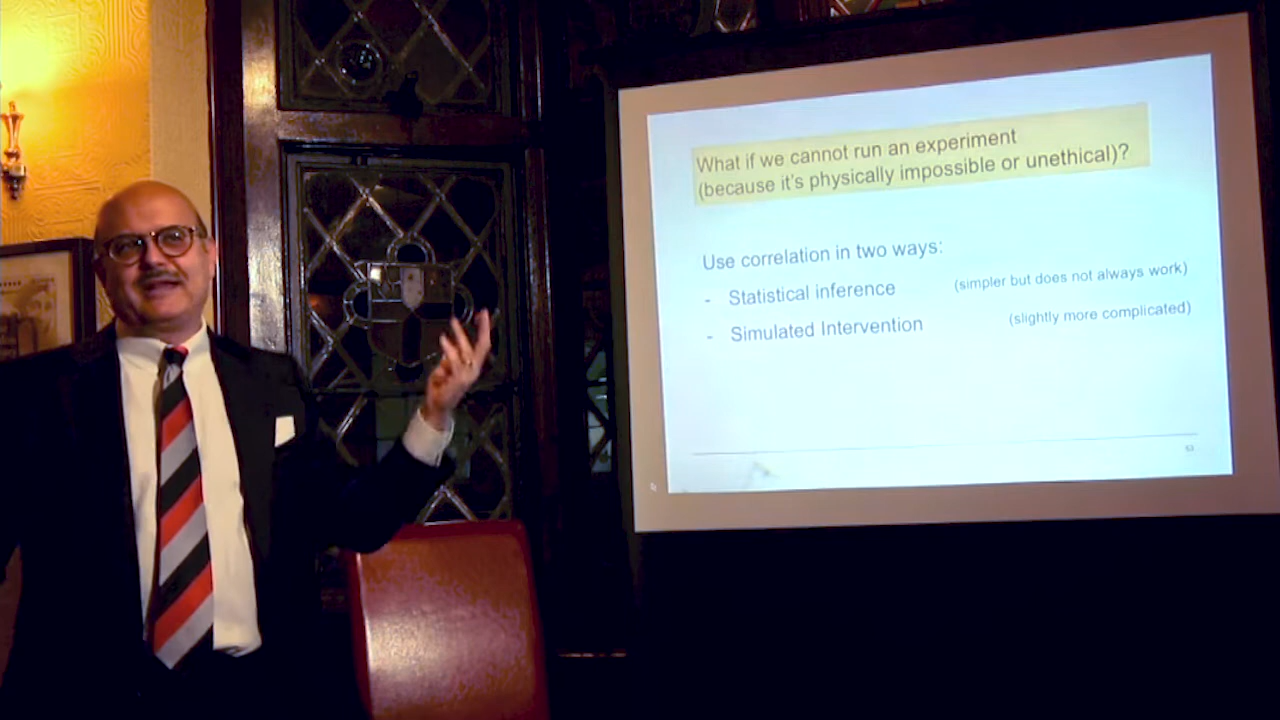 What if we cannot run an experiment
(because it's physically impossible or unethical)?
Use correlation in two ways:
- Statistical inference (simpler but does not always work)
- Simulated Intervention (slightly more complicated)